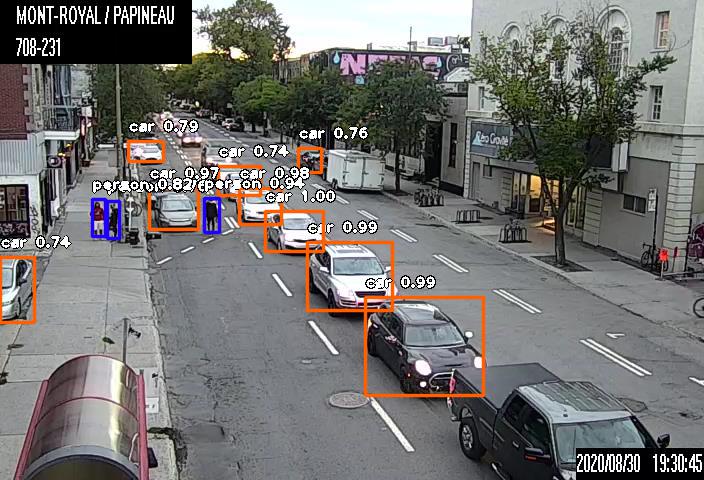 MONT-ROYAL / PAPINEAU
708-231
car 0.79
car 0.76
car 0.74
car 0.97
car 0.98
person 0.82
person 0.94
car 1.00
car 0.99
car 0.74
car 0.99
Zéro Gravité
2020/08/30 19:30:45